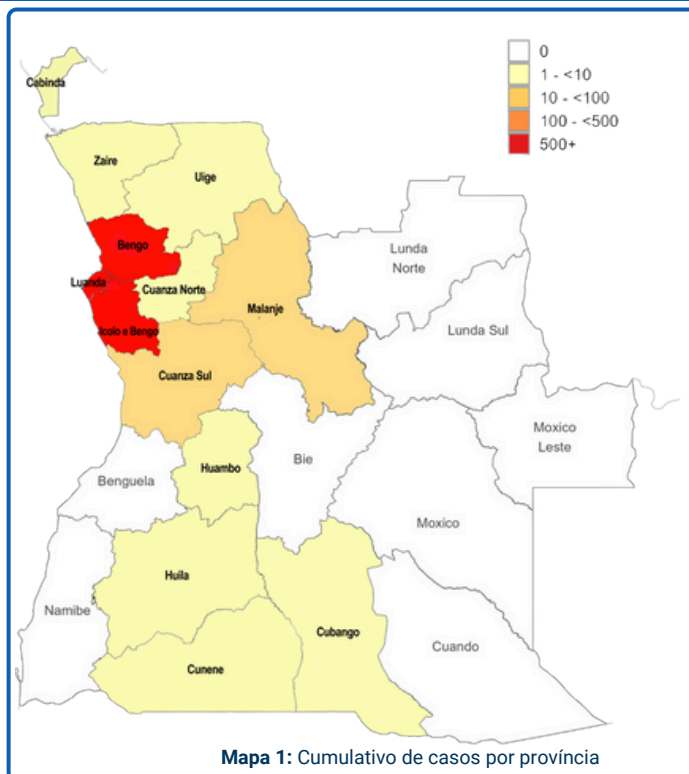 0
1 - <10
10 - <100
100 - <500
500+
Cabinda
Zaire
Uige
Bengo
Lunda
Norte
Luanda
Cuanza Norte
Malanje
Icolo e Bengo
Lunda Sul
Cuanza Sul
Moxico
Leste
Huambo
Bie
Benguela
Moxico
Huila
Namibe
Cubango
Cuando
Cunene
Mapa 1: Cumulativo de casos por província